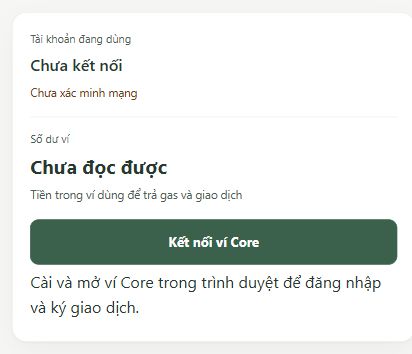 Tài khoản đang dùng
Chưa kết nối
Chưa xác minh mạng
Số dư ví
Chưa đọc được
Tiền trong ví dùng để trả gas và giao dịch
Kết nối ví Core
Cài và mở ví Core trong trình duyệt để đăng nhập
và ký giao dịch.